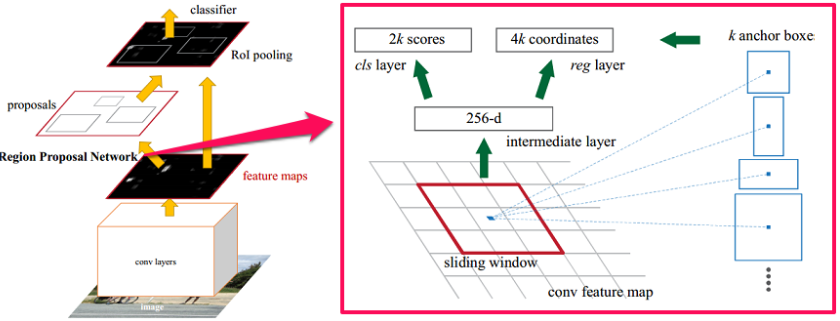 classifier
RoI pooling
proposals
Region Proposal Network
feature maps
conv layers
image
2k scores
4k coordinates
k anchor boxes
cls layer
reg layer
256-d
intermediate layer
sliding window
conv feature map